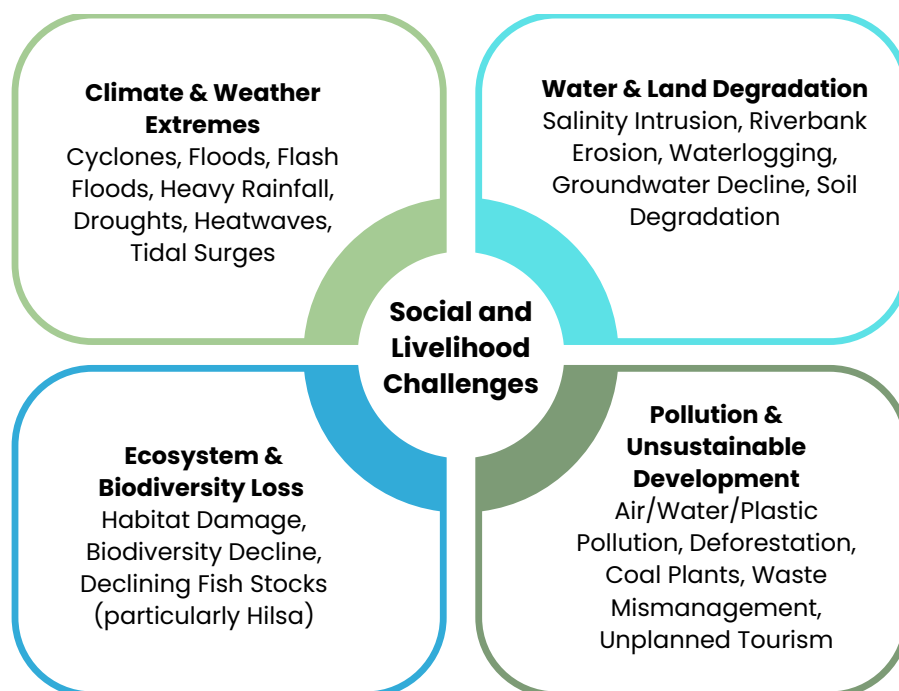 Climate & Weather
Extremes
Cyclones, Floods, Flash
Floods, Heavy Rainfall,
Droughts, Heatwaves,
Tidal Surges
Water & Land Degradation
Salinity Intrusion, Riverbank
Erosion, Waterlogging,
Groundwater Decline, Soil
Degradation
Social and
Livelihood
Challenges
Ecosystem &
Biodiversity Loss
Habitat Damage,
Biodiversity Decline,
Declining Fish Stocks
(particularly Hilsa)
Pollution &
Unsustainable
Development
Air/Water/Plastic
Pollution, Deforestation,
Coal Plants, Waste
Mismanagement,
Unplanned Tourism